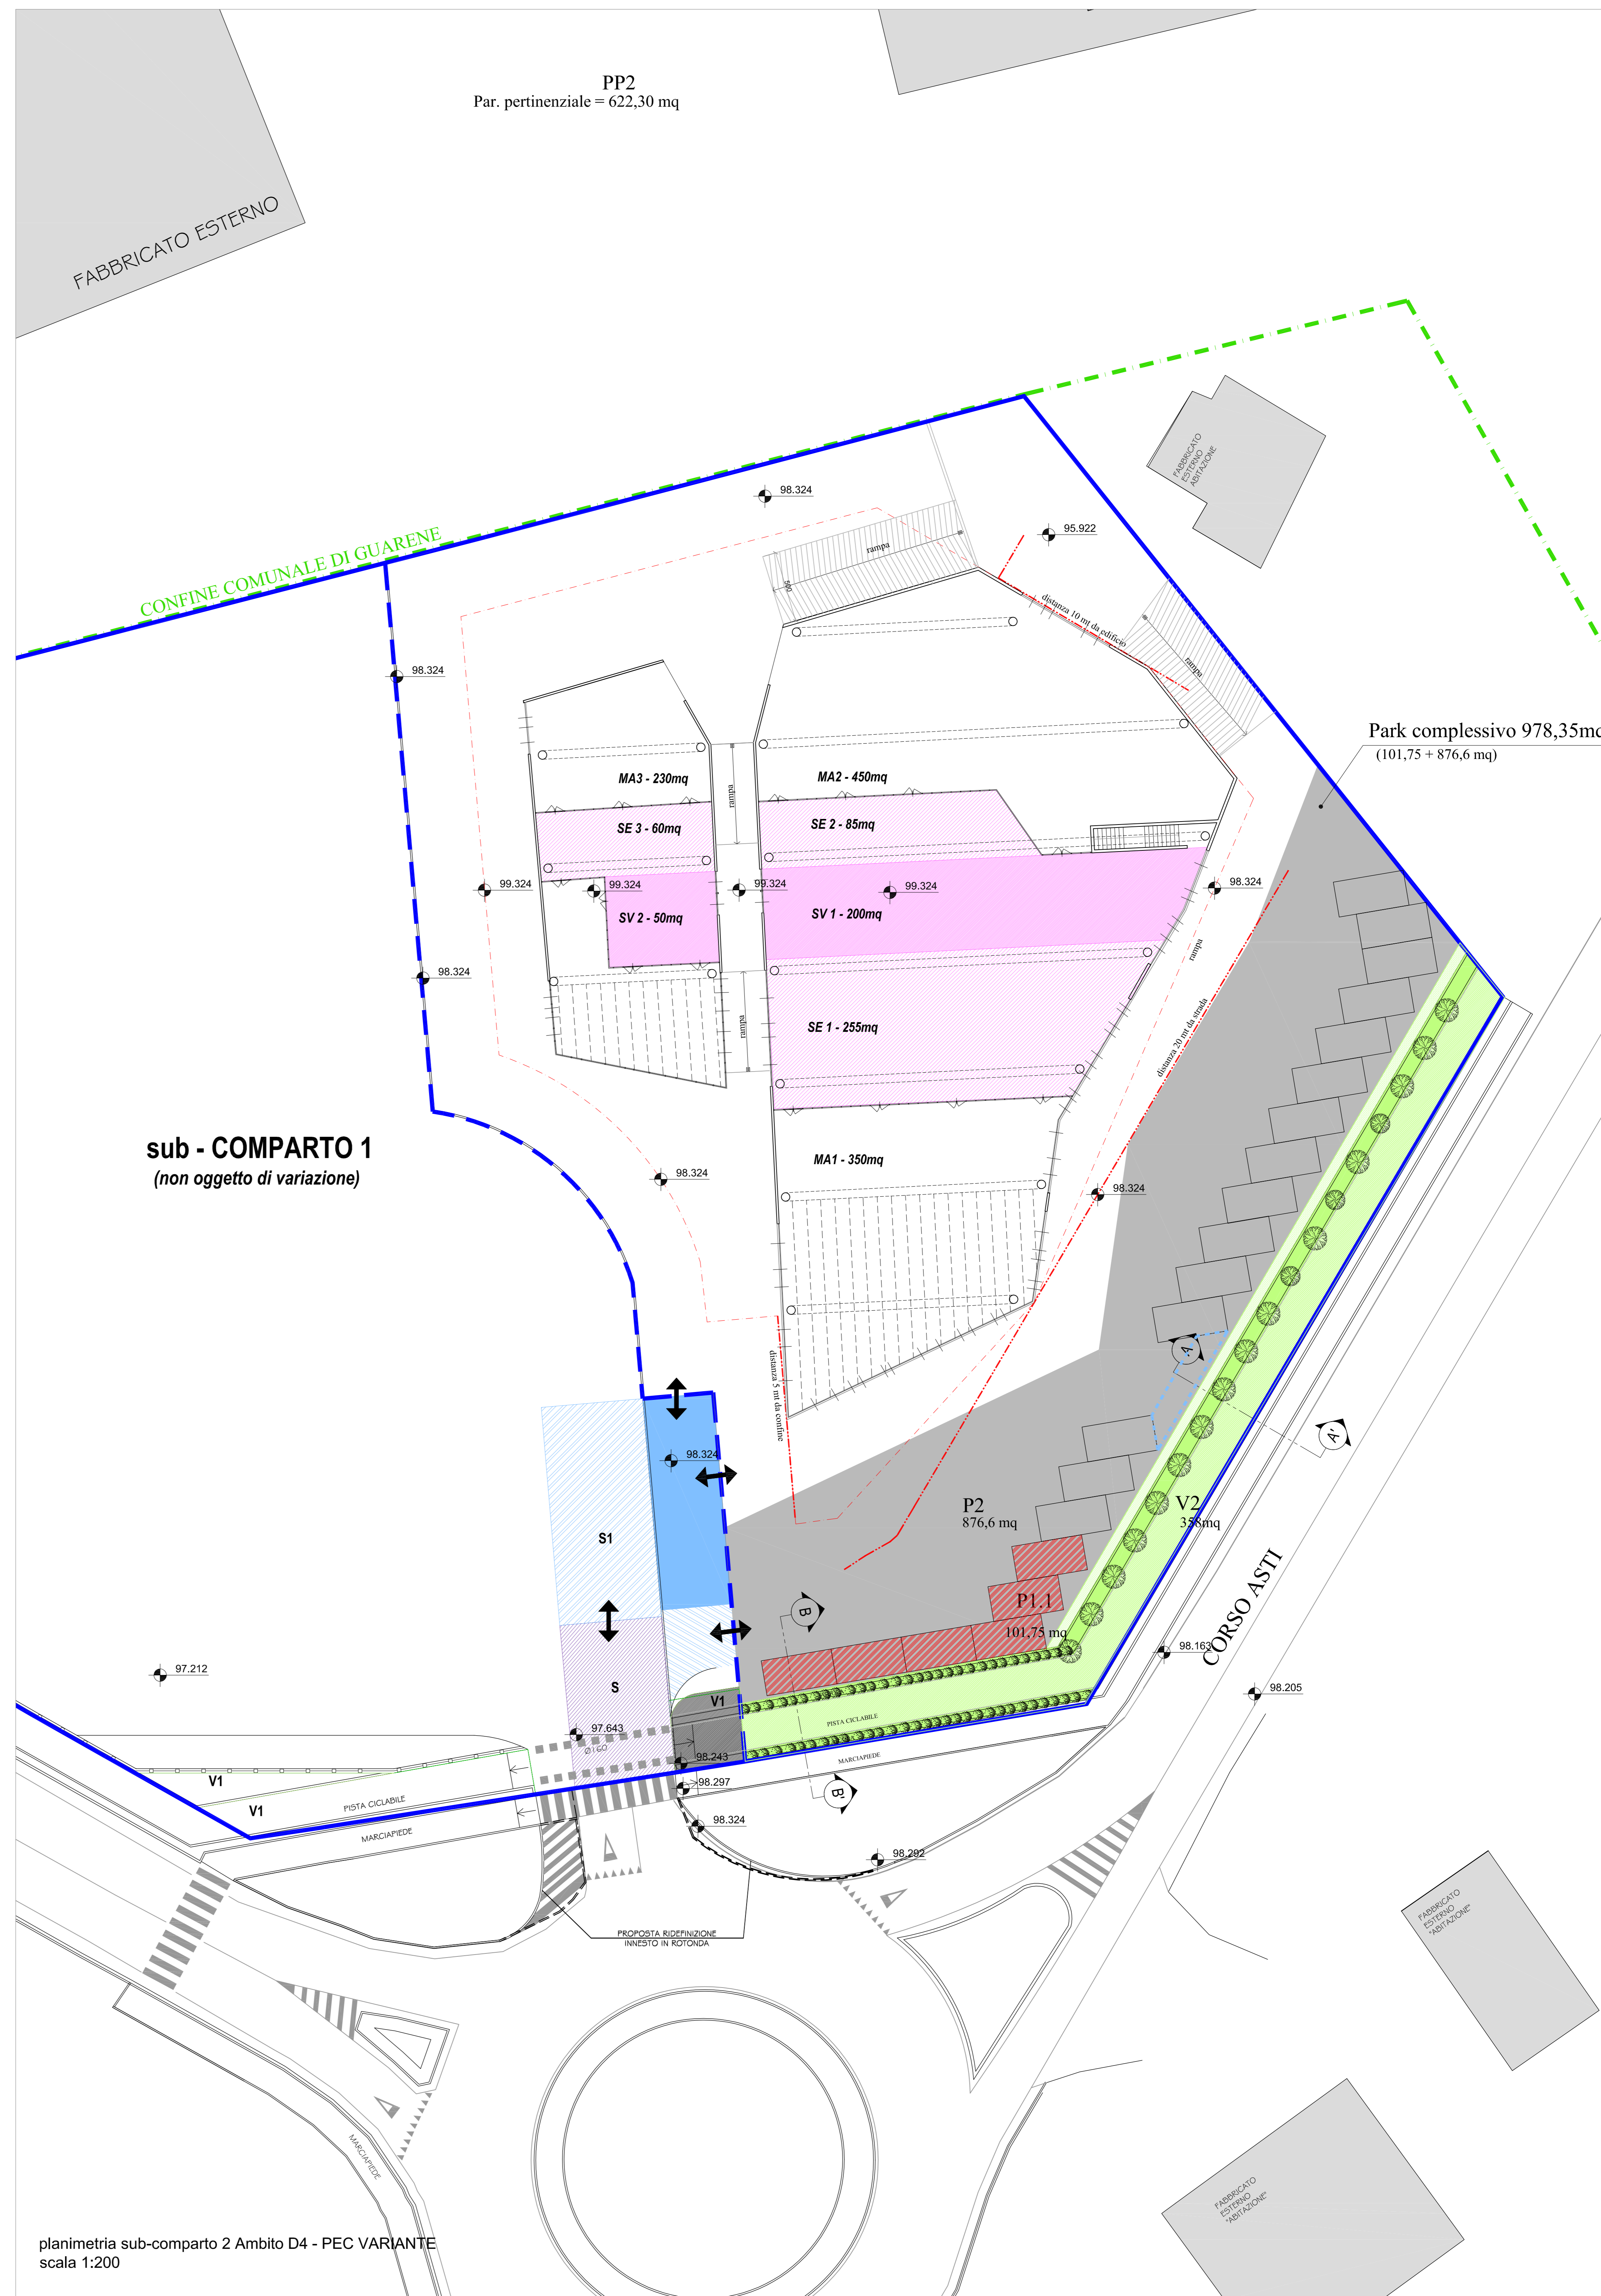 PP2
Par. pertinenziale = 622,30 mq
FABBRICATO ESTERNO
FABBRICATO
ESTERNO
ABITAZIONE
98.324
95.922
rampa
500
CONFINE COMUNALE DI GUARENE
distanza 10 mt da edificio
rampa
98.324
Park complessivo 978,35mq
(101,75 + 876,6 mq)
MA3 - 230mq
MA2 - 450mq
rampa
SE 3 - 60mq
SE 2 - 85mq
99.324
99.324
99.324
99.324
98.324
SV 2 - 50mq
SV 1 - 200mq
rampa
98.324
SE 1 - 255mq
rampa
distanza 20 mt da strada
sub - COMPARTO 1
(non oggetto di variazione)
98.324
MA1 - 350mq
98.324
A
distanza 5 mt da confine
A'
98.324
P2
876,6 mq
V2
358mq
S1
CORSO ASTI
B
P1.1
101,75 mq
98.163
97.212
S
98.205
V1
PISTA CICLABILE
97.643
Ø160
MARCIAPIEDE
98.243
V1
98.297
B'
V1
PISTA CICLABILE
98.324
MARCIAPIEDE
98.292
PROPOSTA RIDEFINIZIONE
INNESTO IN ROTONDA
FABBRICATO
ESTERNO
"ABITAZIONE"
MARCIAPIEDE
FABBRICATO
ESTERNO
"ABITAZIONE"
planimetria sub-comparto 2 Ambito D4 - PEC VARIANTE
scala 1:200